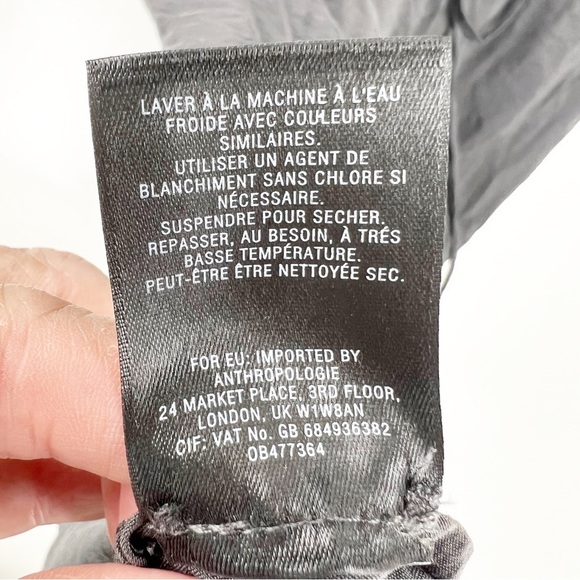 LAVER À LA MACHINE À L'EAU
FROIDE AVEC COULEURS
SIMILAIRES.
UTILISER UN AGENT DE
BLANCHIMENT SANS CHLORE SI
NÉCESSAIRE.
SUSPENDRE POUR SECHER.
REPASSER, AU BESOIN, À TRÉS
BASSE TEMPÉRATURE.
PEUT-ÊTRE ÊTRE NETTOYÉE SEC.
FOR EU: IMPORTED BY
ANTHROPOLOGIE
24 MARKET PLACE, 3RD FLOOR,
LONDON, UK W1W8AN
CIF: VAT No. GB 684936382
OB477364